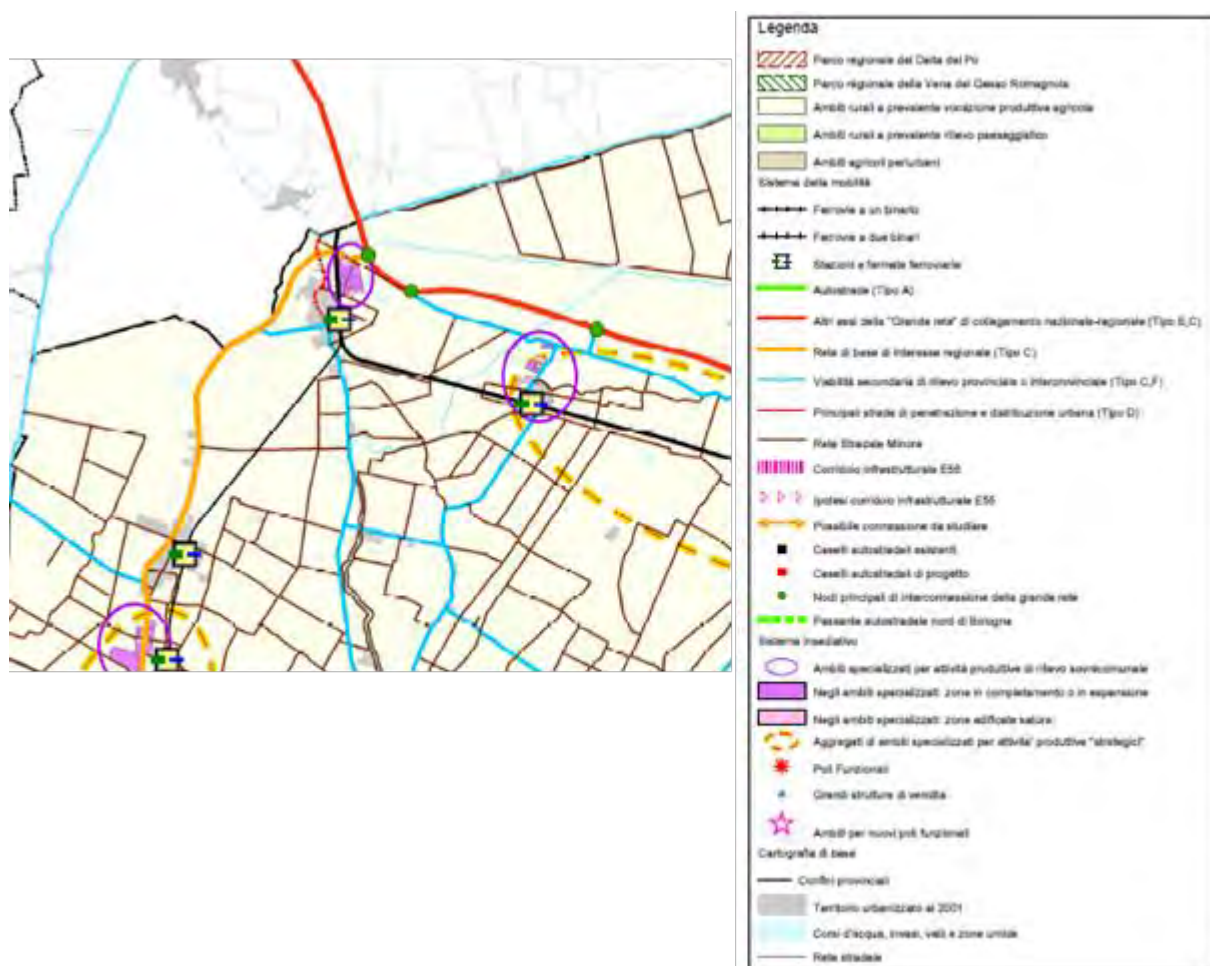 Legenda
Parco regionale del Delta del Po
Parco regionale della Vena del Gesso Romagnola
Ambiti rurali a prevalente vocazione produttiva agricola
Ambiti rurali a prevalente rilievo paesaggistico
Ambiti agricoli periurbani
Sistema della mobilità
Ferrovie a un binario
Ferrovie a due binari
Stazioni e fermate ferroviarie
Autostrade (Tipo A)
Altri assi della "Grande rete" di collegamento nazionale-regionale (Tipo B,C)
Rete di base di interesse regionale (Tipo C)
Viabilità secondaria di rilievo provinciale o interprovinciale (Tipo C,F)
Principali strade di penetrazione e distribuzione urbana (Tipo D)
Rete Stradale Minore
Corridoio infrastrutturale E55
Ipotesi corridoio infrastrutturale E55
Possibile connessione da studiare
Caselli autostradali esistenti
Caselli autostradali di progetto
Nodi principali di interconnessione della grande rete
Passante autostradale nord di Bologna
Sistema insediativo
Ambiti specializzati per attività produttive di rilievo sovracomunale
Negli ambiti specializzati: zone in completamento o in espansione
Negli ambiti specializzati: zone edificate sature
Aggregati di ambiti specializzati per attivita' produttive "strategici"
Poli Funzionali
Grandi strutture di vendita
Ambiti per nuovi poli funzionali
Cartografia di base
Confini provinciali
Territorio urbanizzato al 2001
Corsi d'acqua, invasi, valli e zone umide
Rete stradale